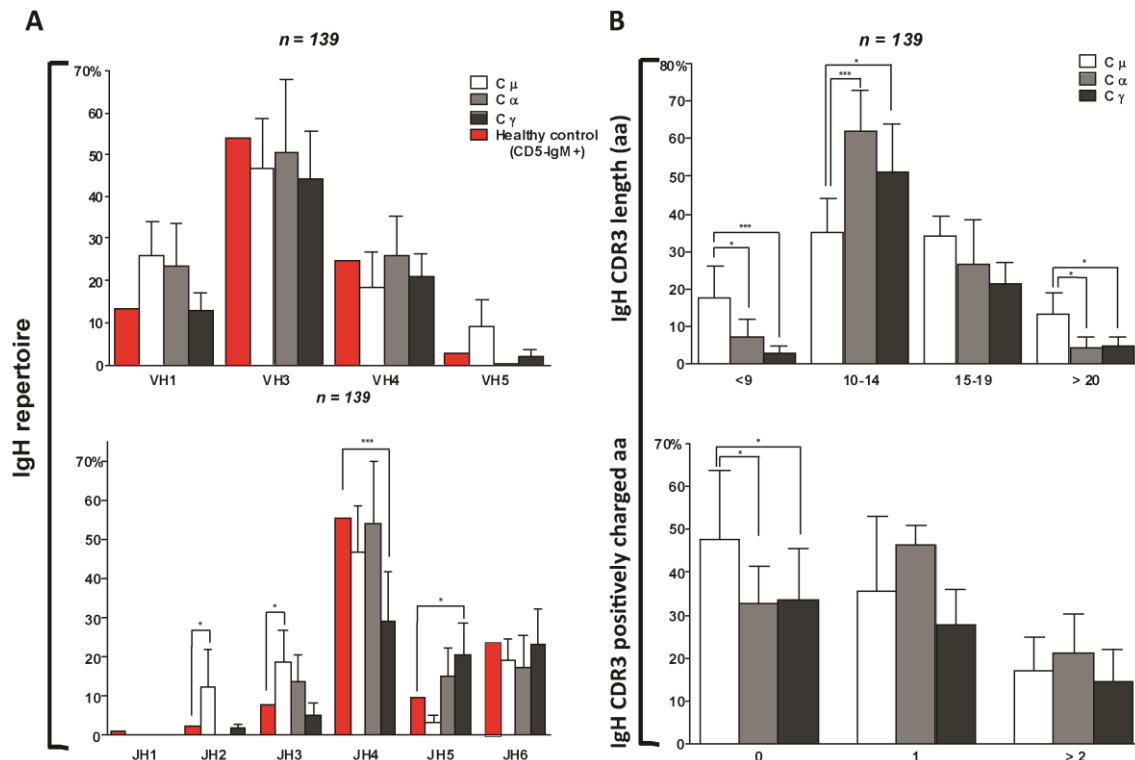 A
n = 139
IgH repertoire
70%
60
50
40
30
20
10
0
C μ
C α
C γ
Healthy control
(CD5-IgM+)
VH1 VH3 VH4 VH5
n = 139
70%
60
50
40
30
20
10
0
*
*
***
*
JH1 JH2 JH3 JH4 JH5 JH6
B
n = 139
IgH CDR3 length (aa)
80%
70
60
50
40
30
20
10
0
C μ
C α
C γ
***
*
*
***
*
*
<9 10-14 15-19 > 20
IgH CDR3 positively charged aa
70%
60
50
40
30
20
10
0
*
*
0 1 > 2